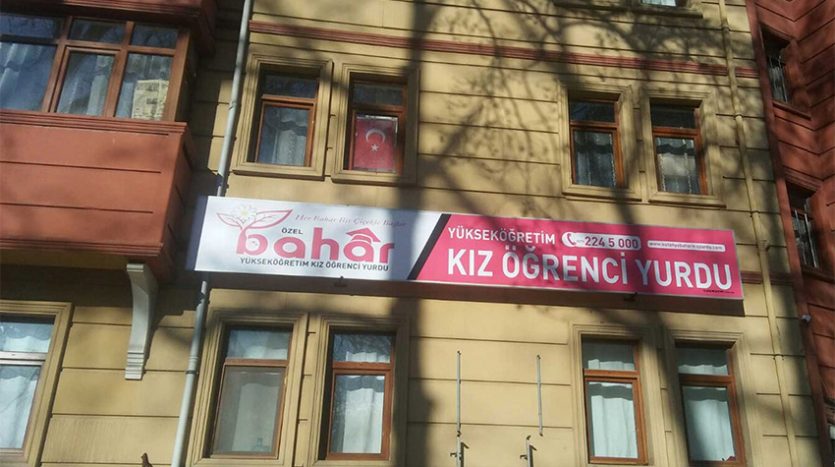 Her Bahar Bir Çiçekle Başlar
ÖZEL
bahar
YÜKSEKÖĞRETİM KIZ ÖĞRENCİ YURDU
YÜKSEKÖĞRETİM 224 5 000
KIZ ÖĞRENCİ YURDU